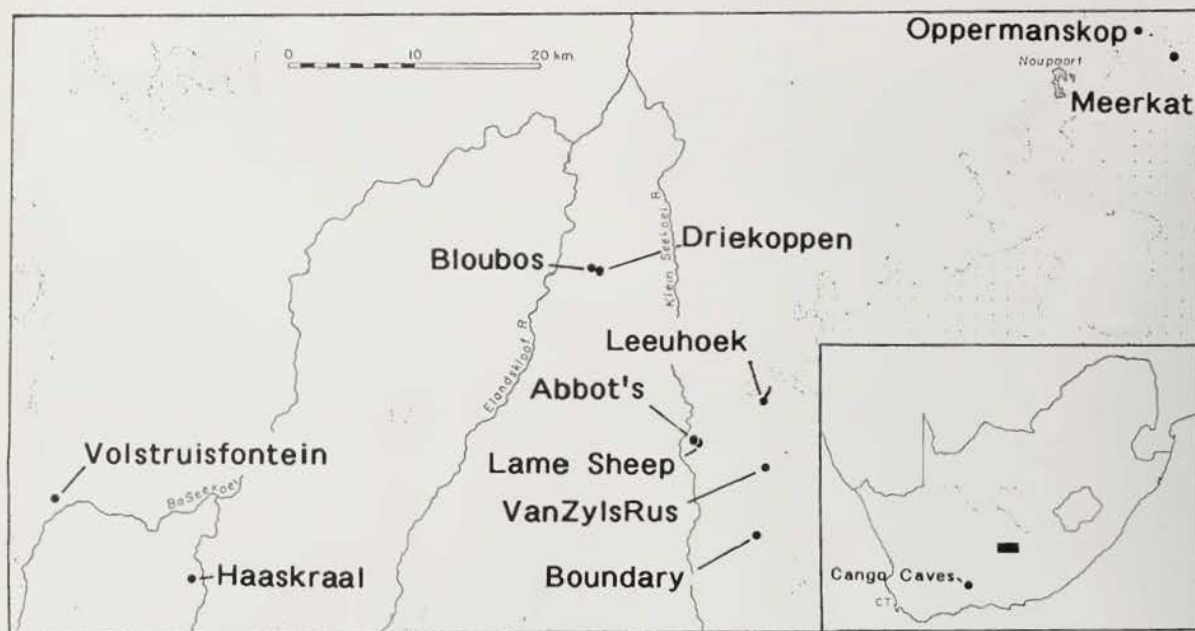 Oppermanskop
0 10 20 km
Noupoort
Meerkat
Klein Seekoei R
Driekoppen
Bloubos
Leeuhoek
Elandskloof R
Abbot's
Volstruisfontein
Lame Sheep
BoSeekoei
VanZylsRus
Haaskraal
Boundary
Cango Caves
CT